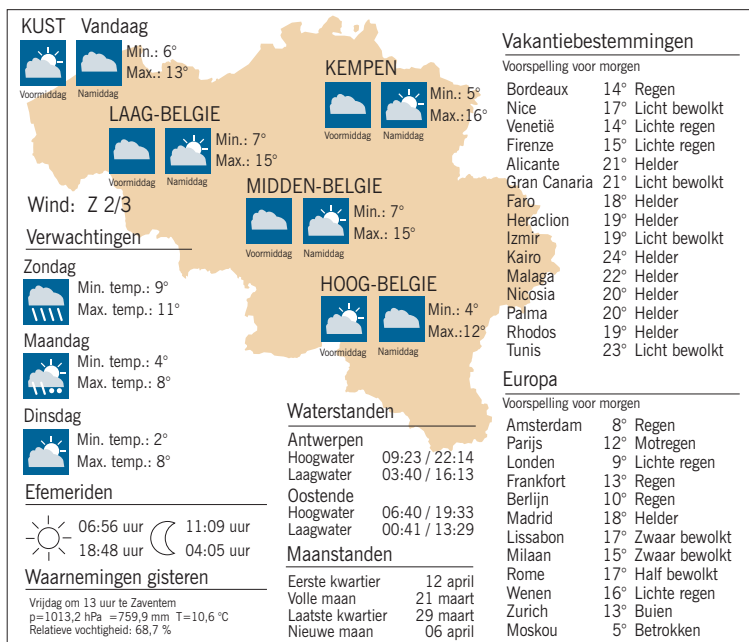 KUST Vandaag
Min.: 6°
Max.: 13°
Voormiddag Namiddag
KEMPEN
Min.: 5°
Max.:16°
Voormiddag Namiddag
LAAG-BELGIE
Min.: 7°
Max.: 15°
Voormiddag Namiddag
MIDDEN-BELGIE
Min.: 7°
Max.: 15°
Voormiddag Namiddag
HOOG-BELGIE
Min.: 4°
Max.:12°
Voormiddag Namiddag
Wind: Z 2/3
Verwachtingen
Zondag
Min. temp.: 9°
Max. temp.: 11°
Maandag
Min. temp.: 4°
Max. temp.: 8°
Dinsdag
Min. temp.: 2°
Max. temp.: 8°
Efemeriden
06:56 uur 11:09 uur
18:48 uur 04:05 uur
Waarnemingen gisteren
Vrijdag om 13 uur te Zaventem
p=1013,2 hPa =759,9 mm T=10,6 °C
Relatieve vochtigheid: 68,7 %
Waterstanden
Antwerpen
Hoogwater 09:23 / 22:14
Laagwater 03:40 / 16:13
Oostende
Hoogwater 06:40 / 19:33
Laagwater 00:41 / 13:29
Maanstanden
Eerste kwartier 12 april
Volle maan 21 maart
Laatste kwartier 29 maart
Nieuwe maan 06 april
Vakantiebestemmingen
Voorspelling voor morgen
Bordeaux 14° Regen
Nice 17° Licht bewolkt
Venetië 14° Lichte regen
Firenze 15° Lichte regen
Alicante 21° Helder
Gran Canaria 21° Licht bewolkt
Faro 18° Helder
Heraclion 19° Helder
Izmir 19° Licht bewolkt
Kairo 24° Helder
Malaga 22° Helder
Nicosia 20° Helder
Palma 20° Helder
Rhodos 19° Helder
Tunis 23° Licht bewolkt
Europa
Voorspelling voor morgen
Amsterdam 8° Regen
Parijs 12° Motregen
Londen 9° Lichte regen
Frankfort 13° Regen
Berlijn 10° Regen
Madrid 18° Helder
Lissabon 17° Zwaar bewolkt
Milaan 15° Zwaar bewolkt
Rome 17° Half bewolkt
Wenen 16° Lichte regen
Zurich 13° Buien
Moskou 5° Betrokken